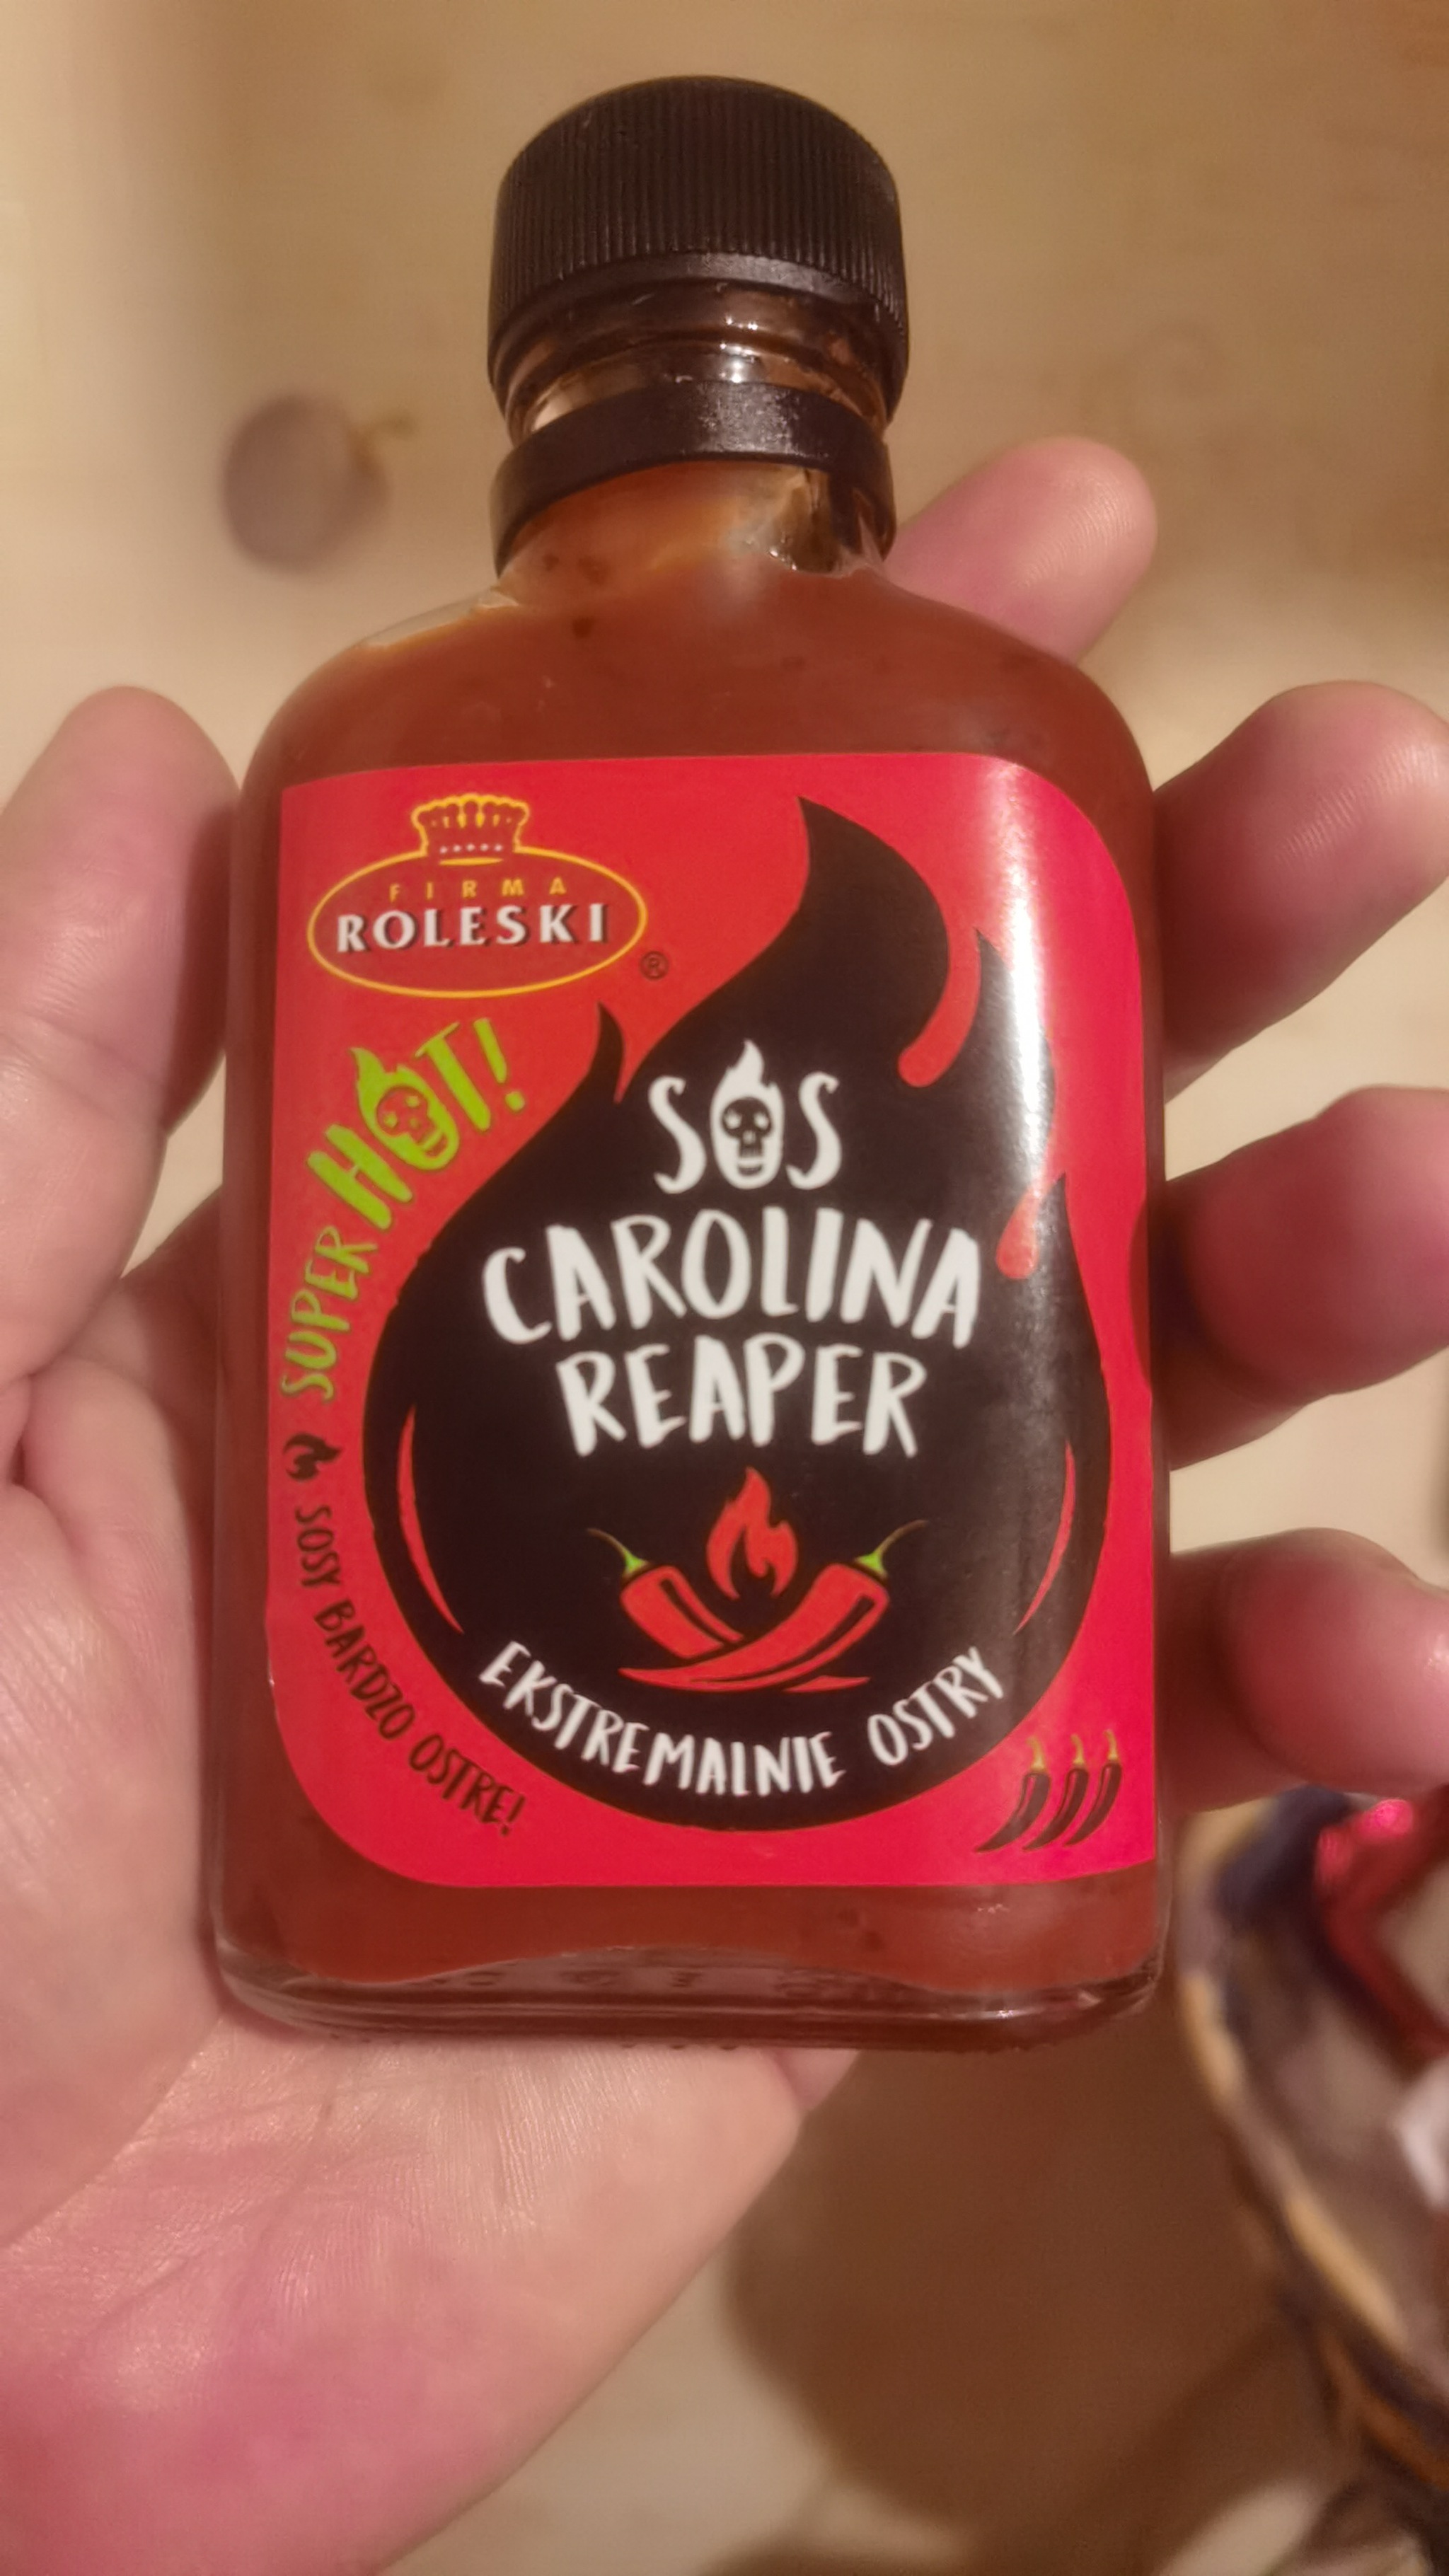 FIRMA
ROLESKI
®
SUPER HOT!
SOSY BARDZO OSTRE!
SOS
CAROLINA
REAPER
EKSTREMALNIE OSTRY